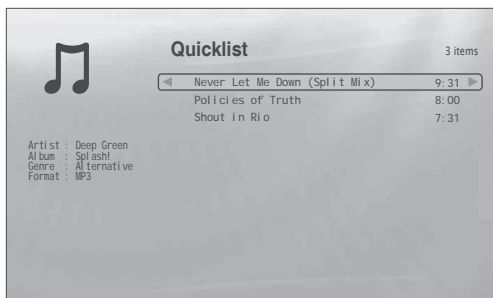 Quicklist
3 items
Never Let Me Down (Split Mix) 9:31
Policies of Truth 8:00
Shout in Rio 7:31
Artist : Deep Green
Album : Splash!
Genre : Alternative
Format : MP3